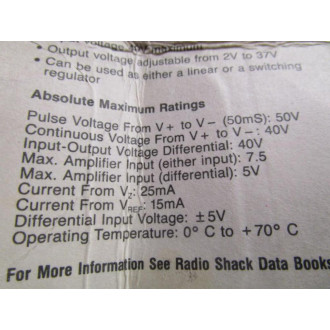 voltage 40V maximum
• Output voltage adjustable from 2V to 37V
• Can be used as either a linear or a switching
regulator
Absolute Maximum Ratings
Pulse Voltage From V+ to V− (50mS): 50V
Continuous Voltage From V+ to V−: 40V
Input-Output Voltage Differential: 40V
Max. Amplifier Input (either input): 7.5
Max. Amplifier Input (differential): 5V
Current From VZ: 25mA
Current From VREF: 15mA
Differential Input Voltage: ±5V
Operating Temperature: 0° C to +70° C
For More Information See Radio Shack Data Books